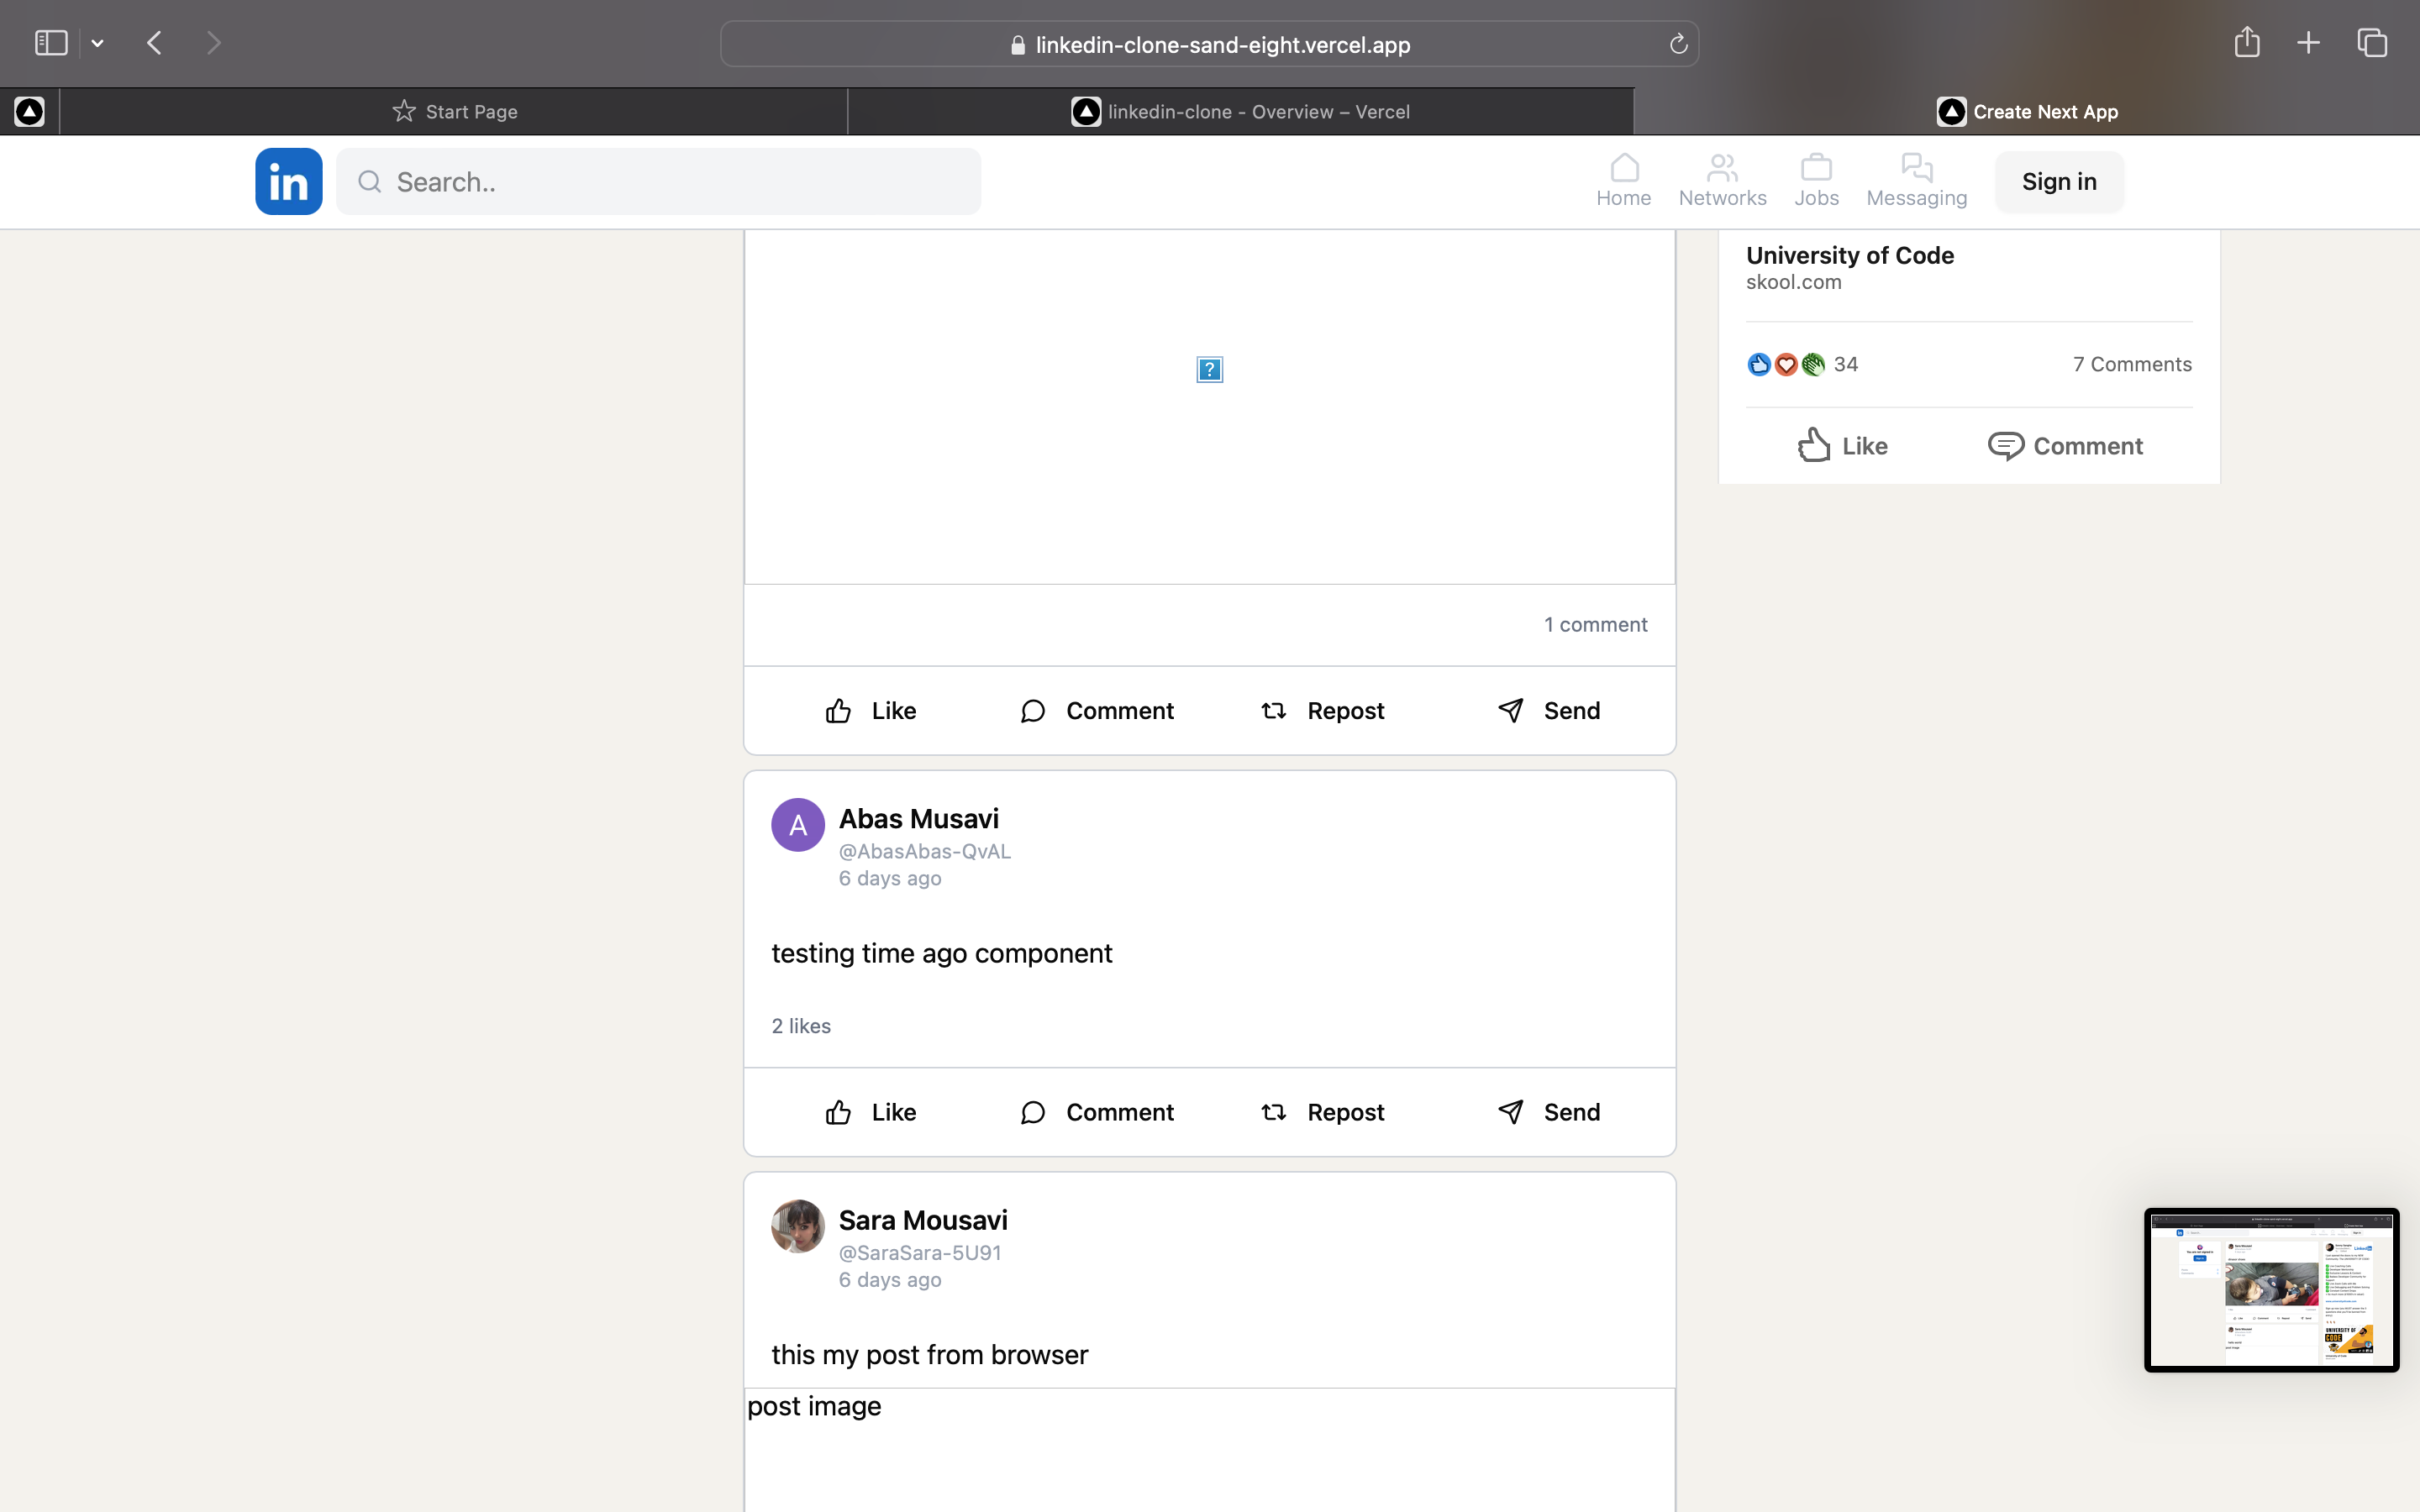 linkedin-clone-sand-eight.vercel.app
Start Page
linkedin-clone - Overview – Vercel
Create Next App
in
Search..
Home
Networks
Jobs
Messaging
Sign in
University of Code
skool.com
34
7 Comments
Like
Comment
?
1 comment
Like
Comment
Repost
Send
A
Abas Musavi
@AbasAbas-QvAL
6 days ago
testing time ago component
2 likes
Like
Comment
Repost
Send
Sara Mousavi
@SaraSara-5U91
6 days ago
this my post from browser
post image
UNIVERSITY OF
CODE